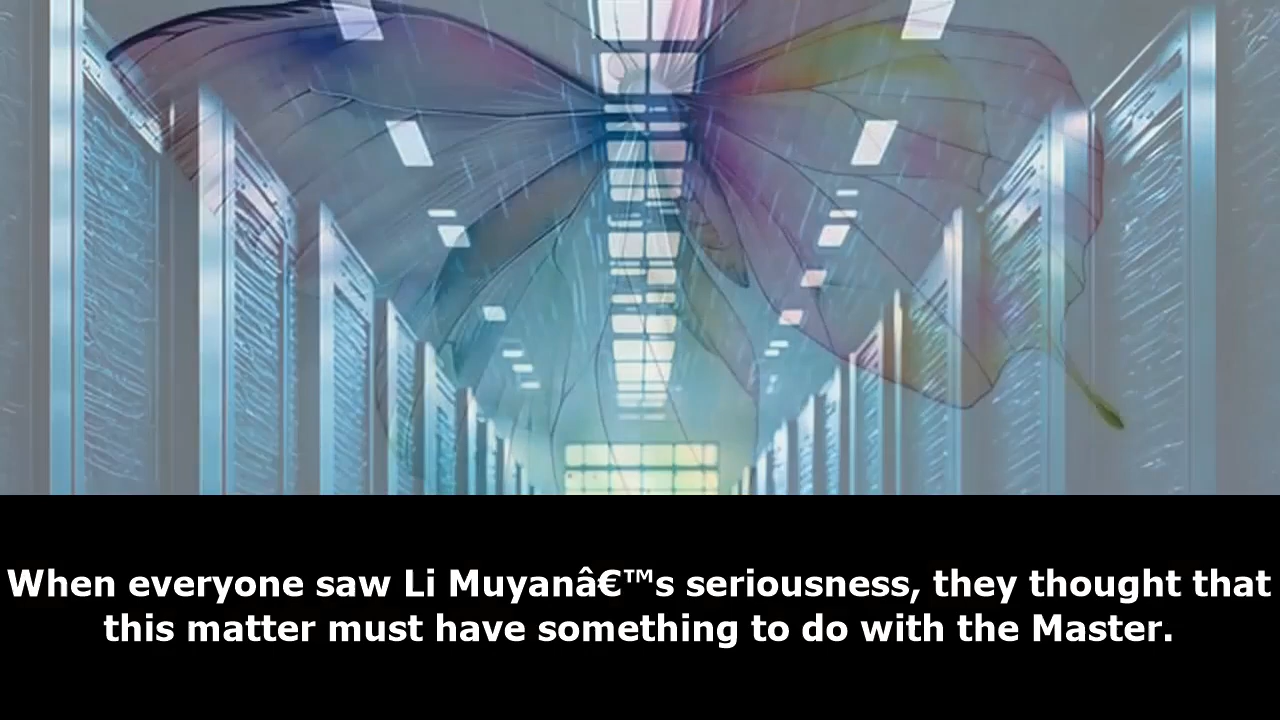 When everyone saw Li Muyanâ€™s seriousness, they thought that
this matter must have something to do with the Master.